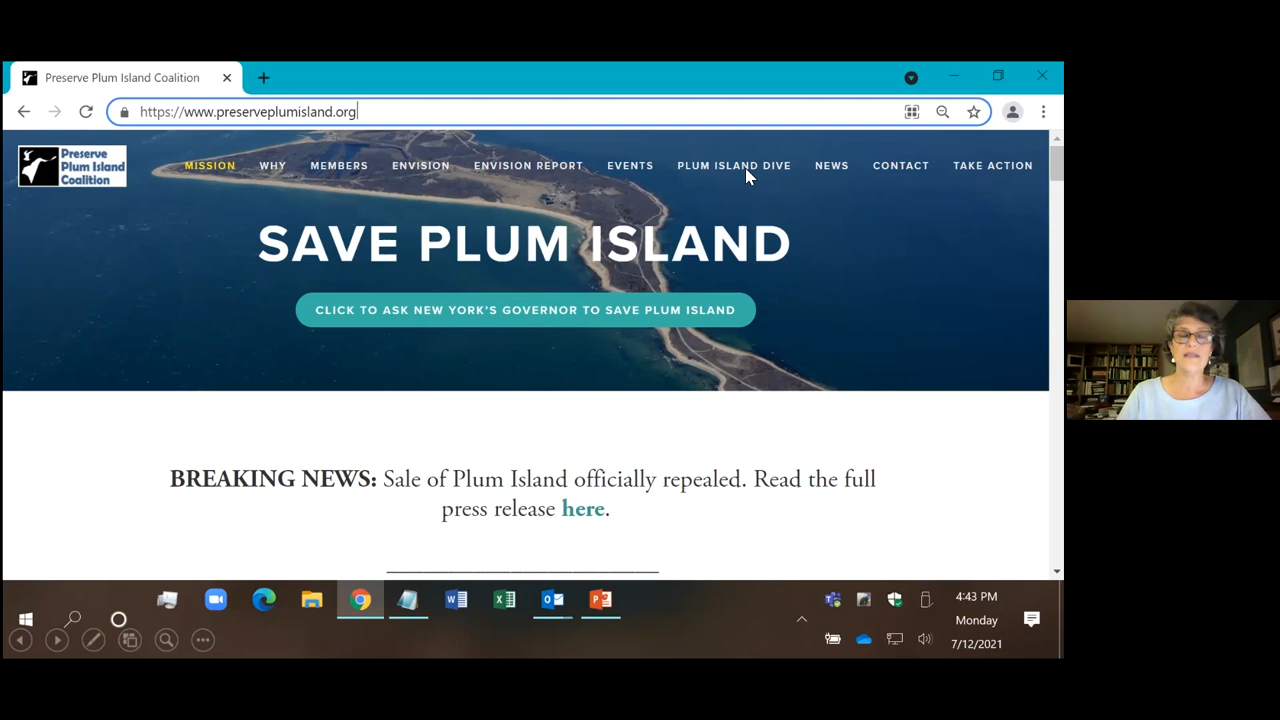 Preserve Plum Island Coalition
https://www.preserveplumisland.org
Preserve
Plum Island
Coalition
MISSION WHY MEMBERS ENVISION ENVISION REPORT EVENTS PLUM ISLAND DIVE NEWS CONTACT TAKE ACTION
SAVE PLUM ISLAND
CLICK TO ASK NEW YORK'S GOVERNOR TO SAVE PLUM ISLAND
BREAKING NEWS: Sale of Plum Island officially repealed. Read the full
press release here.
4:43 PM
Monday
7/12/2021